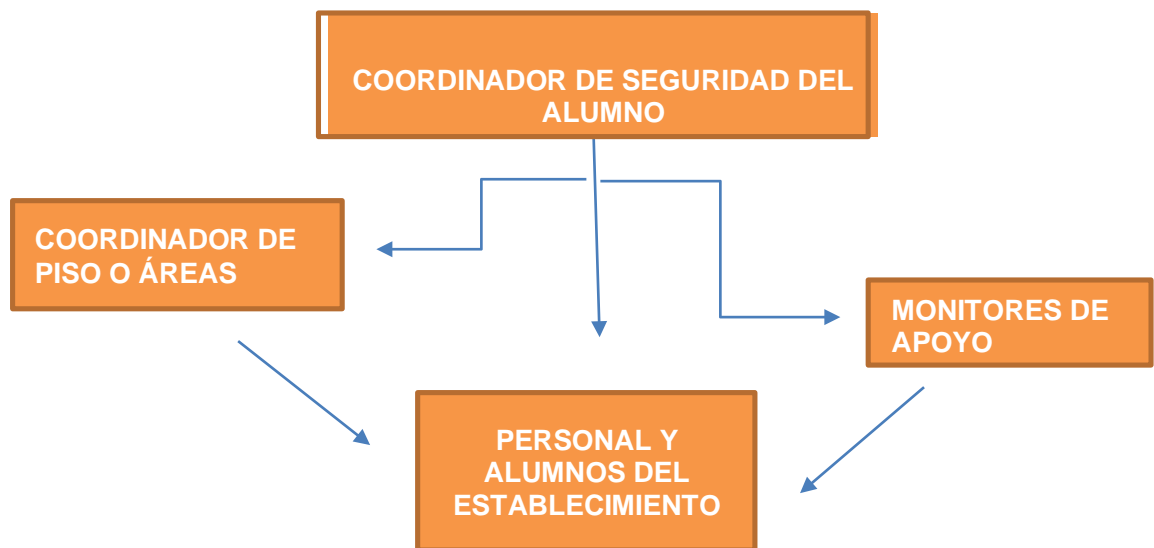 COORDINADOR DE SEGURIDAD DEL
ALUMNO
COORDINADOR DE
PISO O ÁREAS
MONITORES DE
APOYO
PERSONAL Y
ALUMNOS DEL
ESTABLECIMIENTO